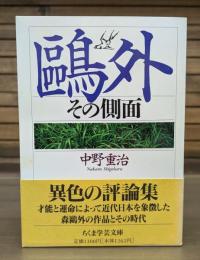 鷗外
その側面
中野重治
Nakano Shigeharu
異色の評論集
才能と運命によって近代日本を象徴した
森鷗外の作品とその時代
ちくま学芸文庫